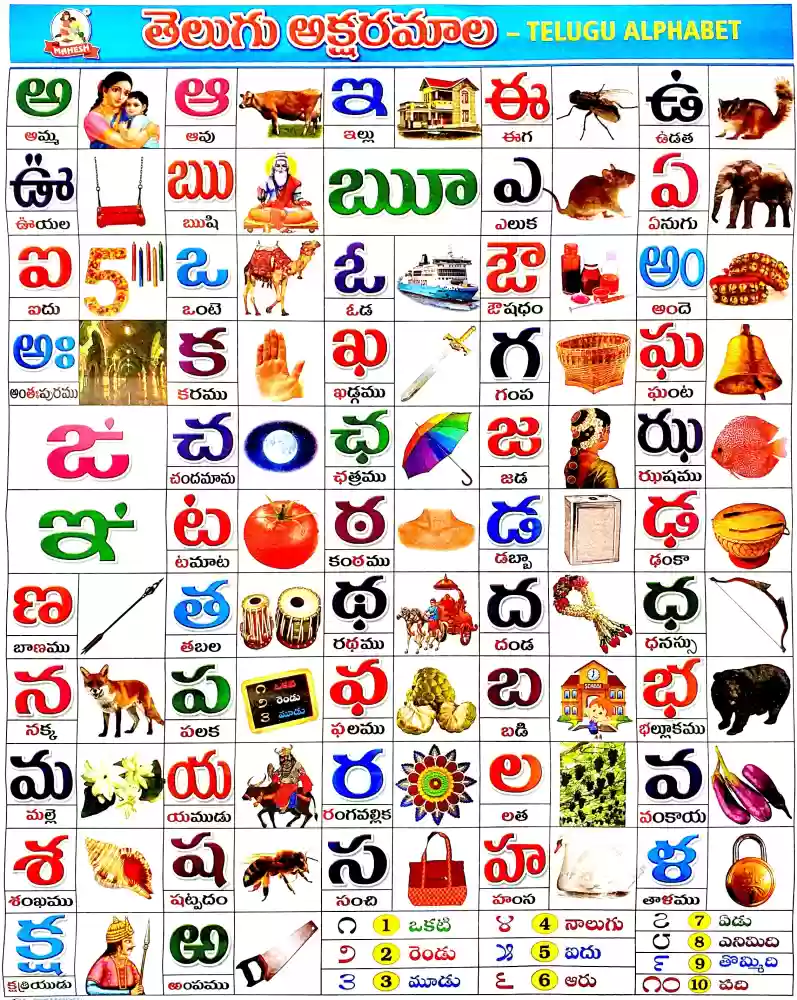 MAHESH
తెలుగు అక్షరమాల – TELUGU ALPHABET
అ ఆ ఇ ఈ ఉ
అమ్మ ఆవు ఇల్లు ఈగ ఉడత
ఊ ఋ ౠ ఎ ఏ
ఊయల ఋషి ఎలుక ఏనుగు
ఐ 5 ఒ ఓ ఔ అం
ఐదు ఒంటె ఓడ ఔషధం అందె
అః క ఖ గ ఘ
అంతఃపురము కరము ఖడ్గము గంప ఘంట
ఙ చ ఛ జ ఝ
చందమామ ఛత్రము జడ ఝషము
ఞ ట ఠ డ ఢ
టమాట కంఠము డబ్బా ఢంకా
ణ త థ ద ధ
బాణము తబల రథము దండ ధనస్సు
న ప ఫ బ భ
౧ ఒకటి
౨ రెండు
౩ మూడు
SCHOOL
నక్క పలక ఫలము బడి భల్లూకము
మ య ర ల వ
మల్లె యముడు రంగవల్లిక లత వంకాయ
శ ష స హ ళ
శంఖము షట్పదం సంచి హంస తాళము
క్ష ఱ
క్షత్రియుడు ఱంపము
౧ 1 ఒకటి
౨ 2 రెండు
౩ 3 మూడు
౪ 4 నాలుగు
౫ 5 ఐదు
౬ 6 ఆరు
౭ 7 ఏడు
౮ 8 ఎనిమిది
౯ 9 తొమ్మిది
౧౦ 10 పది